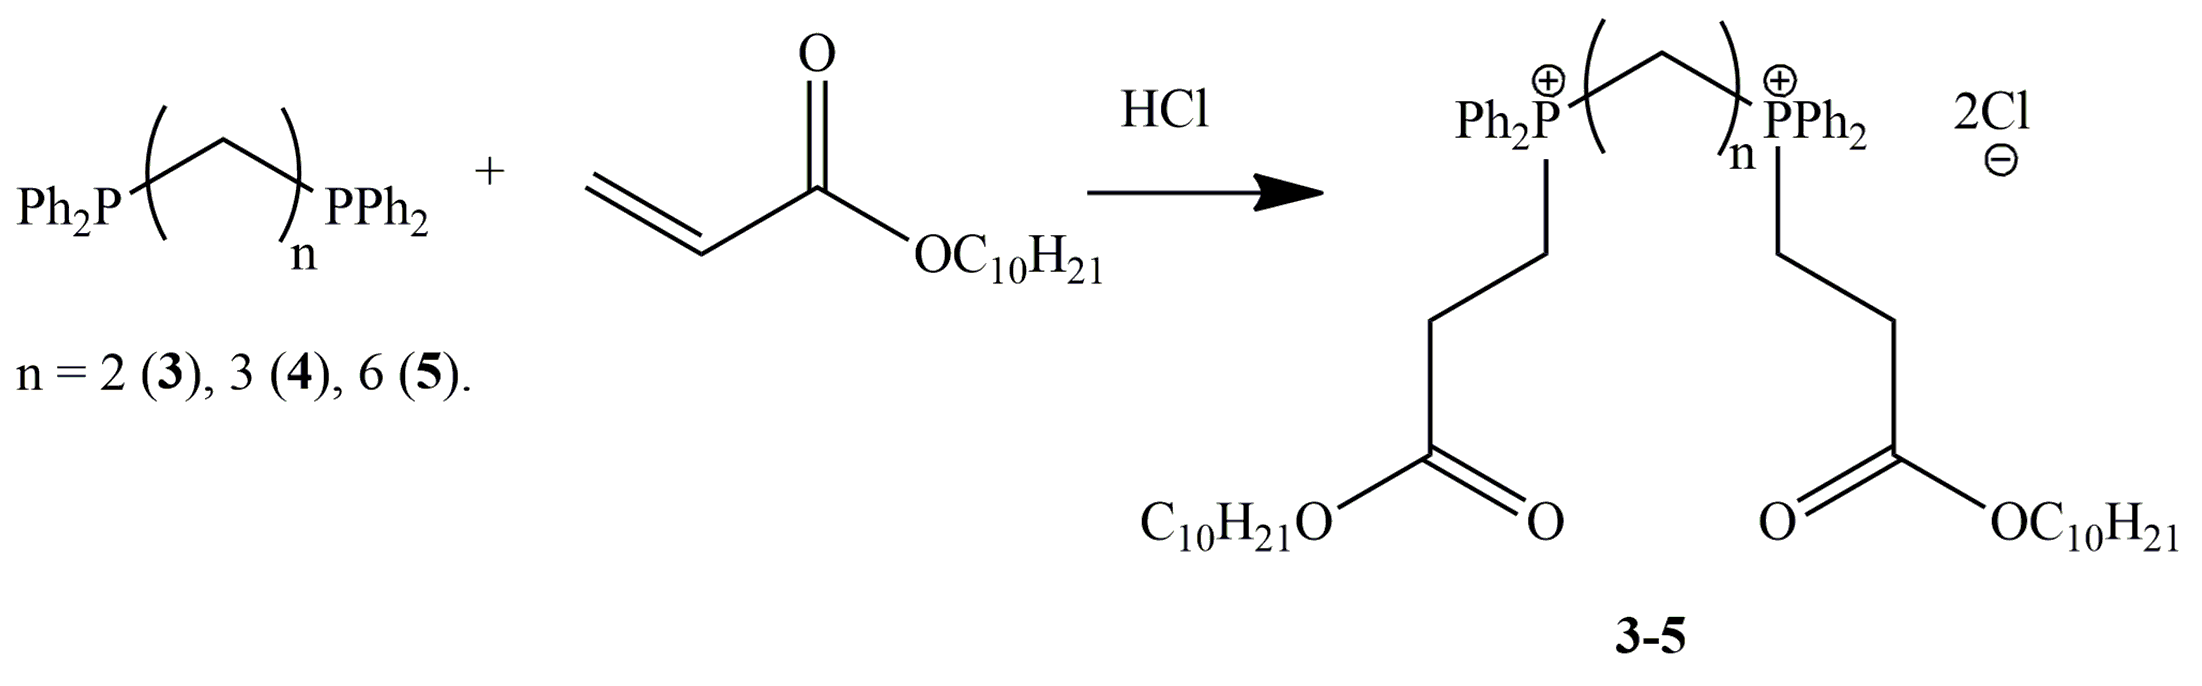 Ph₂P ( ) n PPh₂ + O OC₁₀H₂₁ HCl Ph₂P ⊕ ( ) n ⊕ PPh₂ 2Cl ⊖
n = 2 (3), 3 (4), 6 (5).
C₁₀H₂₁O O O OC₁₀H₂₁
3-5